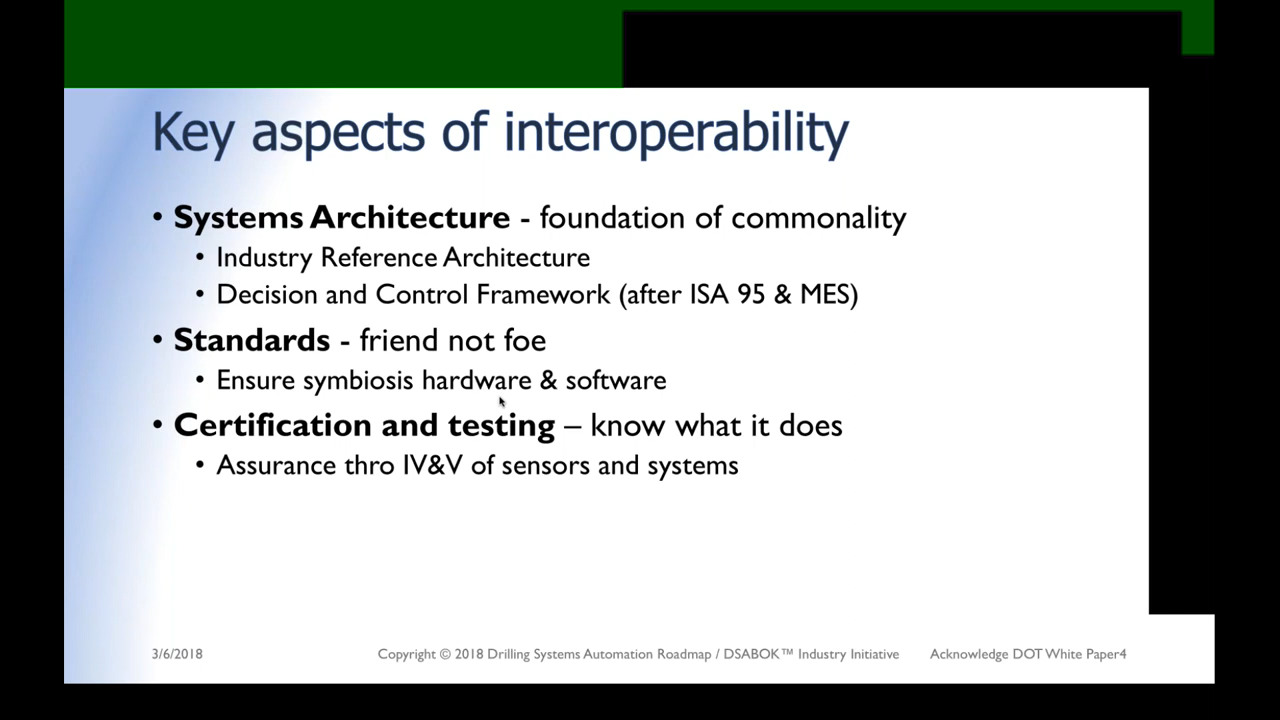 Key aspects of interoperability
• Systems Architecture - foundation of commonality
• Industry Reference Architecture
• Decision and Control Framework (after ISA 95 & MES)
• Standards - friend not foe
• Ensure symbiosis hardware & software
• Certification and testing – know what it does
• Assurance thro IV&V of sensors and systems
3/6/2018 Copyright © 2018 Drilling Systems Automation Roadmap / DSABOK™ Industry Initiative Acknowledge DOT White Paper4